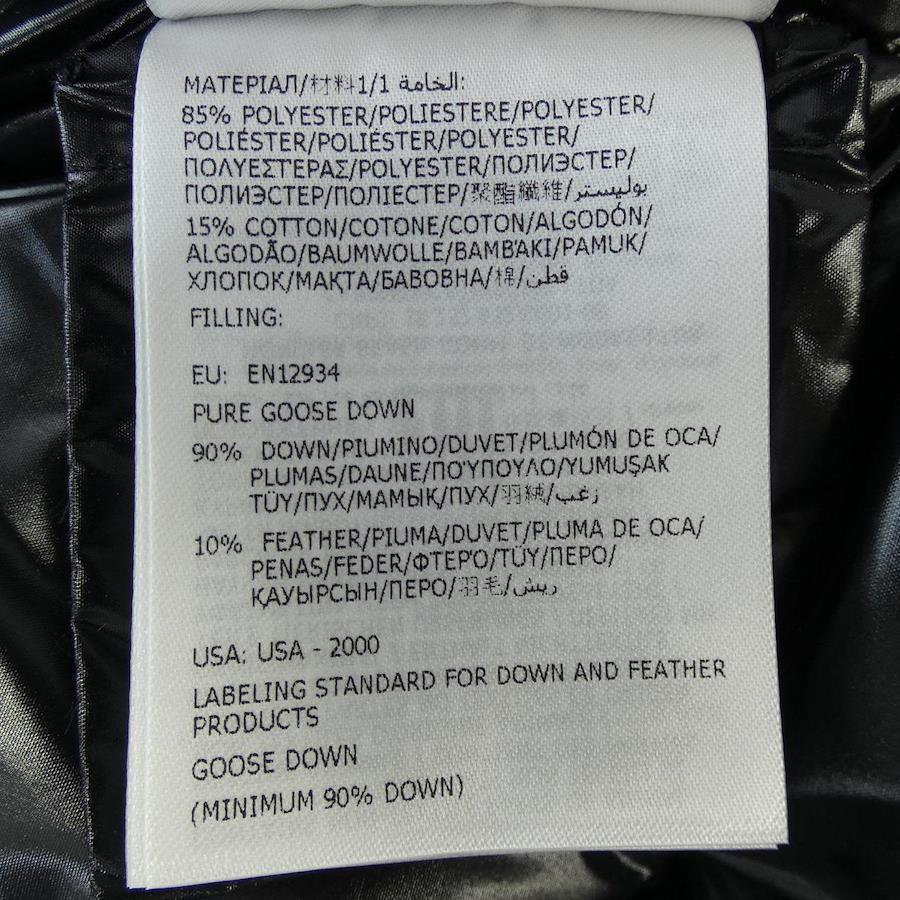 МАТЕРІАЛ/材料1/1 الخامة:
85% POLYESTER/POLIESTERE/POLYESTER/
POLIÉSTER/POLIÉSTER/POLYESTER/
ΠΟΛΥΕΣΤΕΡΑΣ/POLYESTER/ПОЛИЭСТЕР/
ПОЛИЭСТЕР/ПОЛІЕСТЕР/聚酯纖維/بوليستر
15% COTTON/COTONE/COTON/ALGODÓN/
ALGODÃO/BAUMWOLLE/ΒΑΜΒΆΚΙ/PAMUK/
ХЛОПОК/МАҚТА/БАВОВНА/棉/قطن
FILLING:
EU: EN12934
PURE GOOSE DOWN
90% DOWN/PIUMINO/DUVET/PLUMÓN DE OCA/
PLUMAS/DAUNE/ΠΟΎΠΟΥΛΟ/YUMUŞAK
TÜY/ПУХ/МАМЫҚ/ПУХ/羽絨/زغب
10% FEATHER/PIUMA/DUVET/PLUMA DE OCA/
PENAS/FEDER/ΦΤΕΡΌ/TÜY/ПЕРО/
ҚАУЫРСЫН/ПЕРО/羽毛/ريش
USA: USA - 2000
LABELING STANDARD FOR DOWN AND FEATHER
PRODUCTS
GOOSE DOWN
(MINIMUM 90% DOWN)